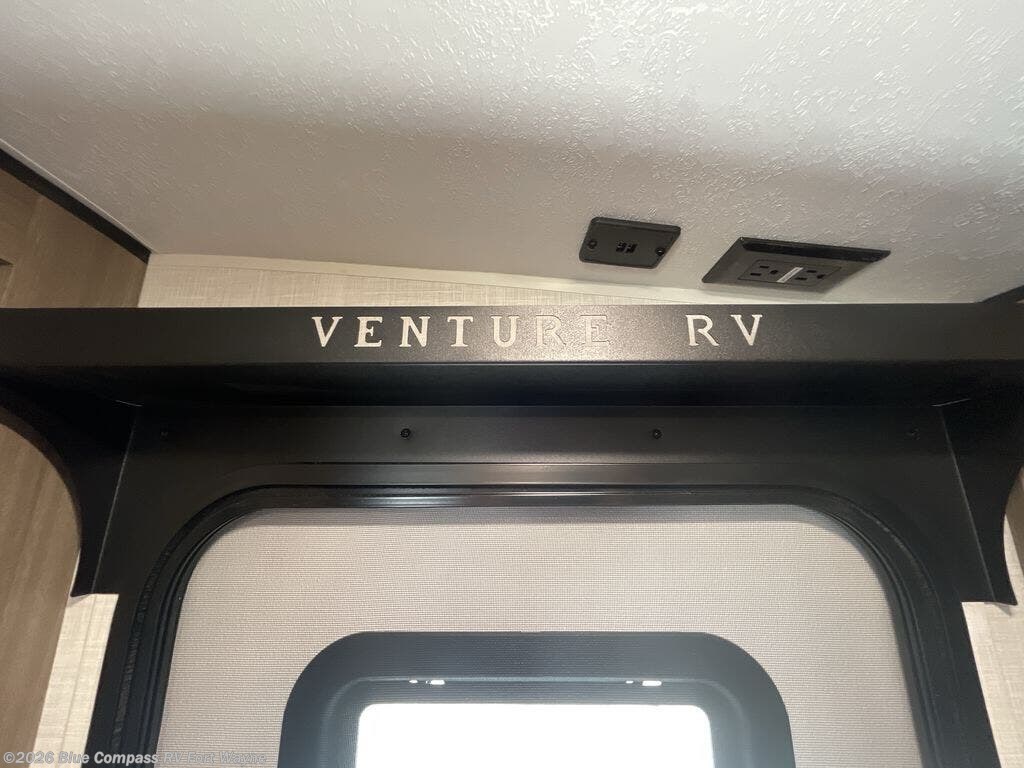 VENTURE RV
©2026 Blue Compass RV Fort Wayne